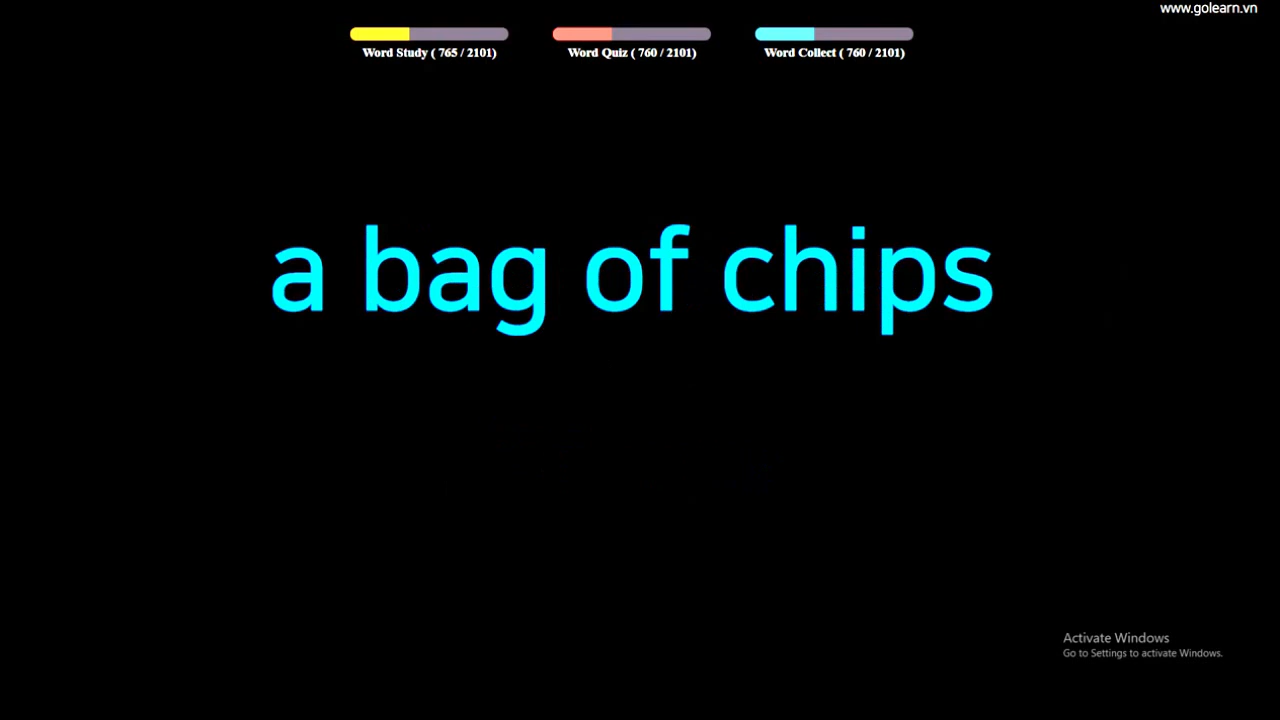 www.golearn.vn
Word Study ( 765 / 2101)
Word Quiz ( 760 / 2101)
Word Collect ( 760 / 2101)
a bag of chips
Activate Windows
Go to Settings to activate Windows.